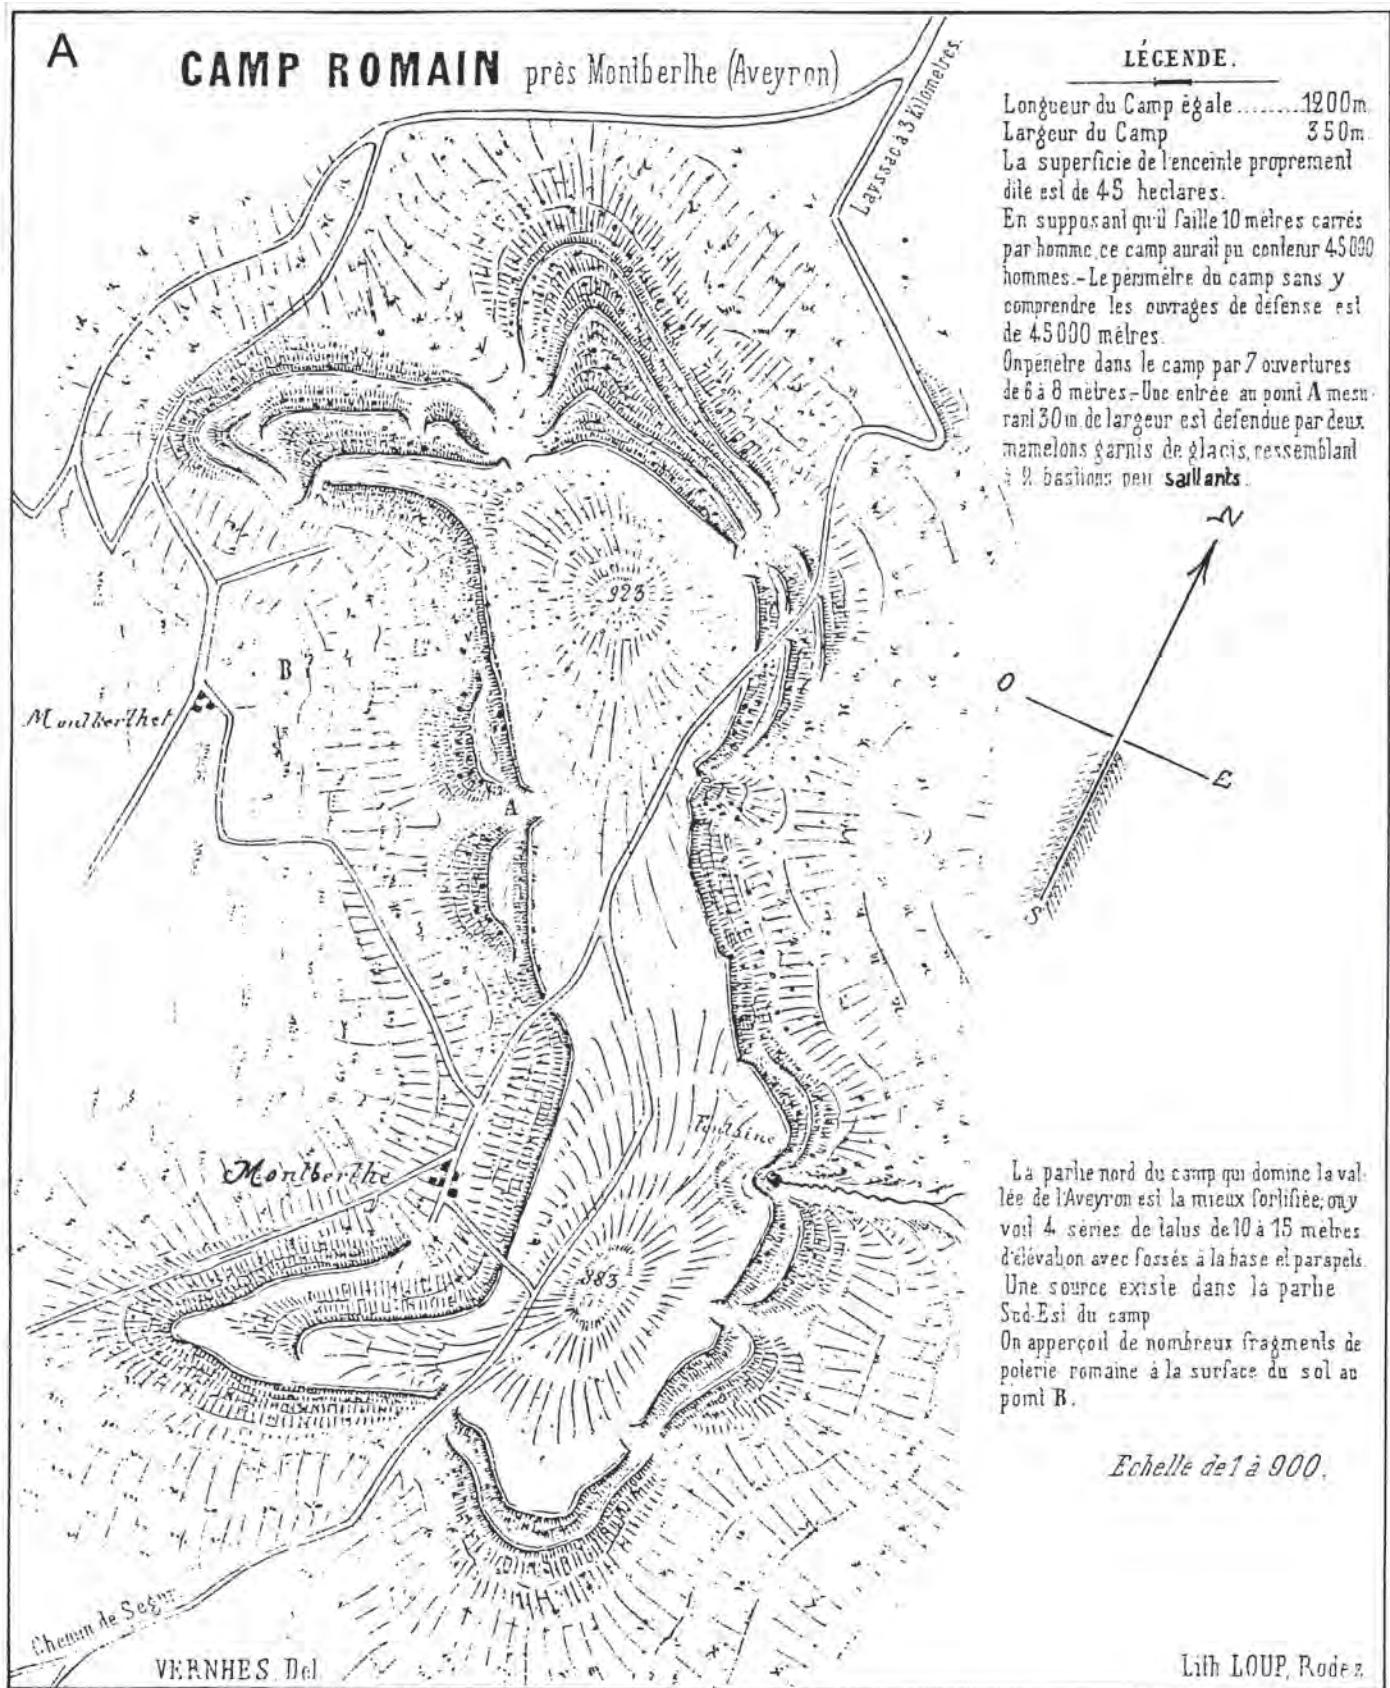 A
CAMP ROMAIN près Montberlhe (Aveyron)
LÉGENDE.
Longueur du Camp égale ........ 1200m
Largeur du Camp 350m.
La superficie de l'enceinte proprement
dite est de 45 hectares.
En supposant qu'il faille 10 mètres carrés
par homme, ce camp aurait pu contenir 45000
hommes.-Le périmètre du camp sans y
comprendre les ouvrages de défense est
de 45000 mètres.
On pénètre dans le camp par 7 ouvertures
de 6 à 8 mètres.-Une entrée au point A mesu-
rant 30m de largeur est defendue par deux
mamelons garnis de glacis, ressemblant
à 2 bastions peu saillants.
Layssac à 3 kilomètres.
N
O
E
S
923
B
Montberthet
A
Fontaine
Montberthe
883
La partie nord du camp qui domine la val-
lée de l'Aveyron est la mieux fortifiée; on y
voit 4 séries de talus de 10 à 15 mètres
d'élévation avec fossés à la base et parapets.
Une source existe dans la partie
Sud-Est du camp
On apperçoit de nombreux fragments de
poterie romaine à la surface du sol au
point B.
Echelle de 1 à 900.
Chemin de Segur
VERNHES. Del
Lith LOUP, Rodez